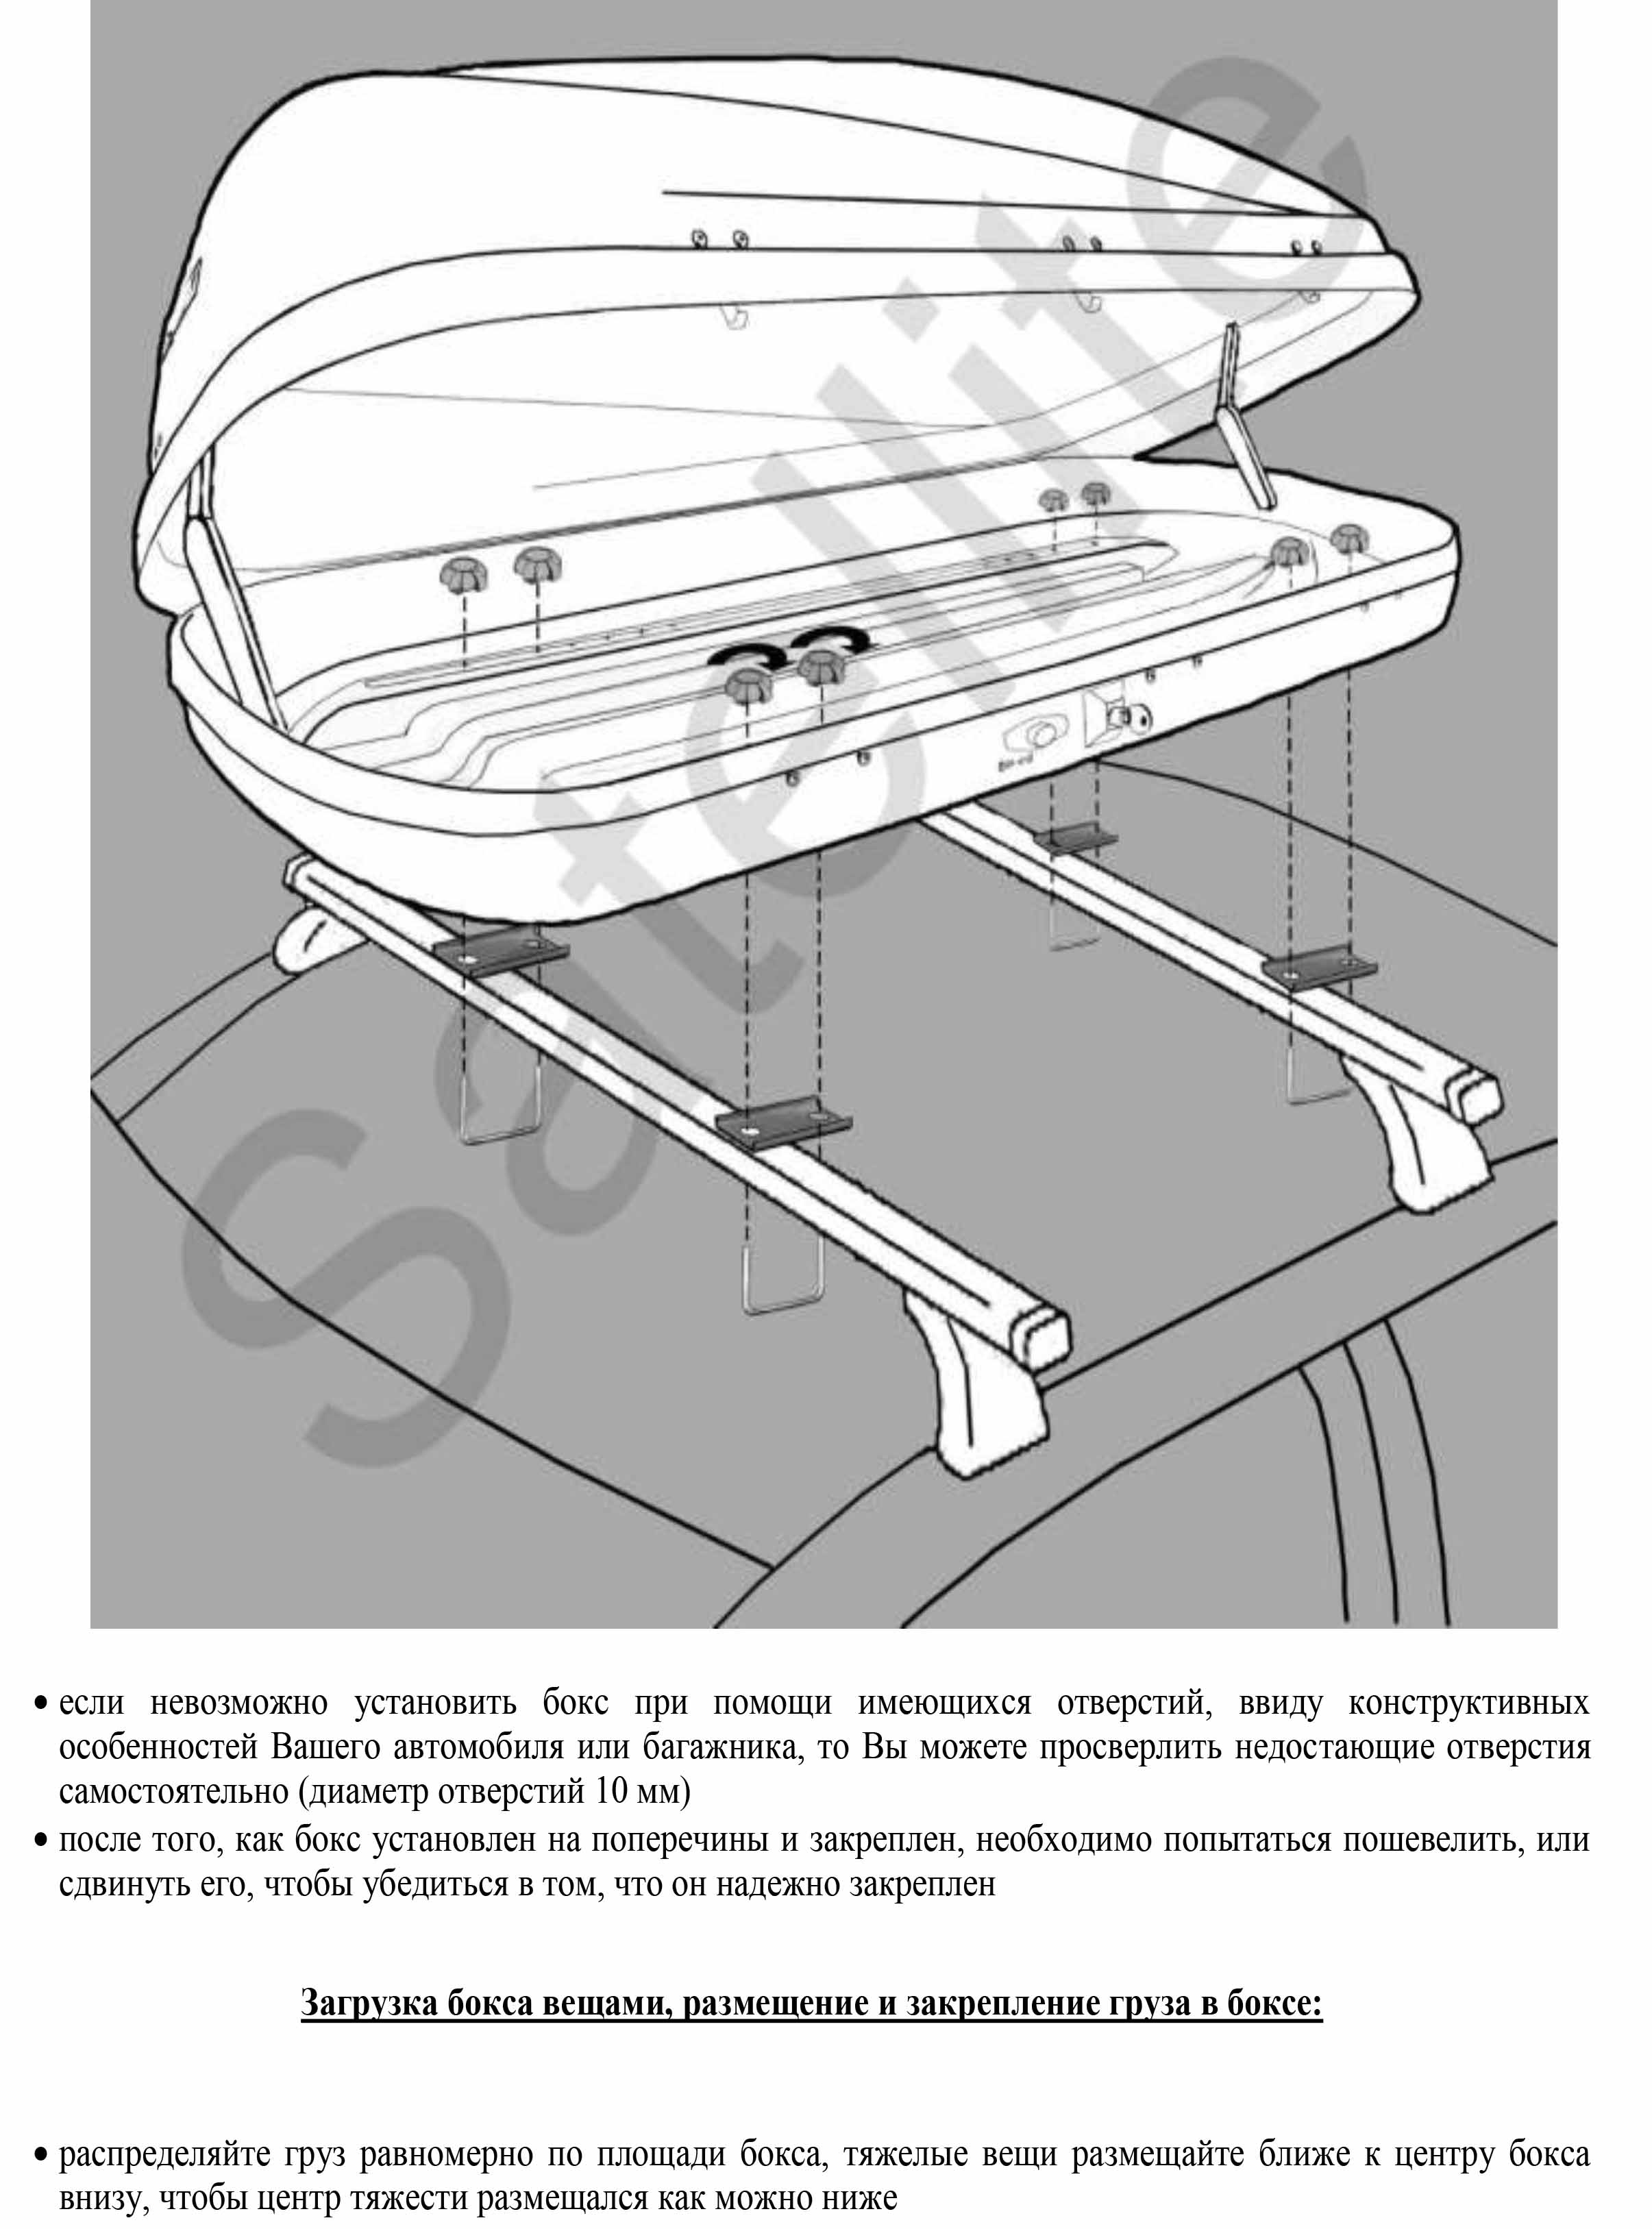 Satellite
• если невозможно установить бокс при помощи имеющихся отверстий, ввиду конструктивных
особенностей Вашего автомобиля или багажника, то Вы можете просверлить недостающие отверстия
самостоятельно (диаметр отверстий 10 мм)
• после того, как бокс установлен на поперечины и закреплен, необходимо попытаться пошевелить, или
сдвинуть его, чтобы убедиться в том, что он надежно закреплен
Загрузка бокса вещами, размещение и закрепление груза в боксе:
• распределяйте груз равномерно по площади бокса, тяжелые вещи размещайте ближе к центру бокса
внизу, чтобы центр тяжести размещался как можно ниже